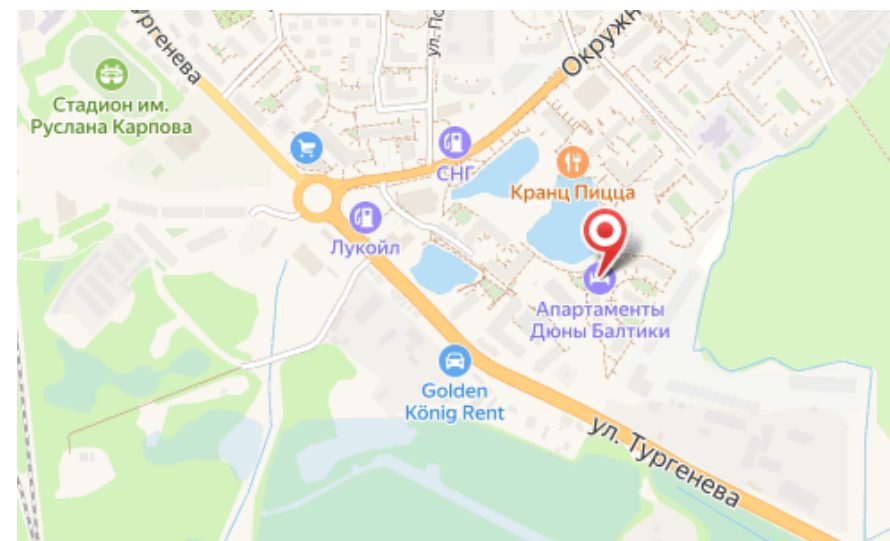 ургенева
ул. По
Окружн
Стадион им.
Руслана Карпова
СНГ
Кранц Пицца
Лукойл
Апартаменты
Дюны Балтики
Golden
König Rent
ул. Тургенева